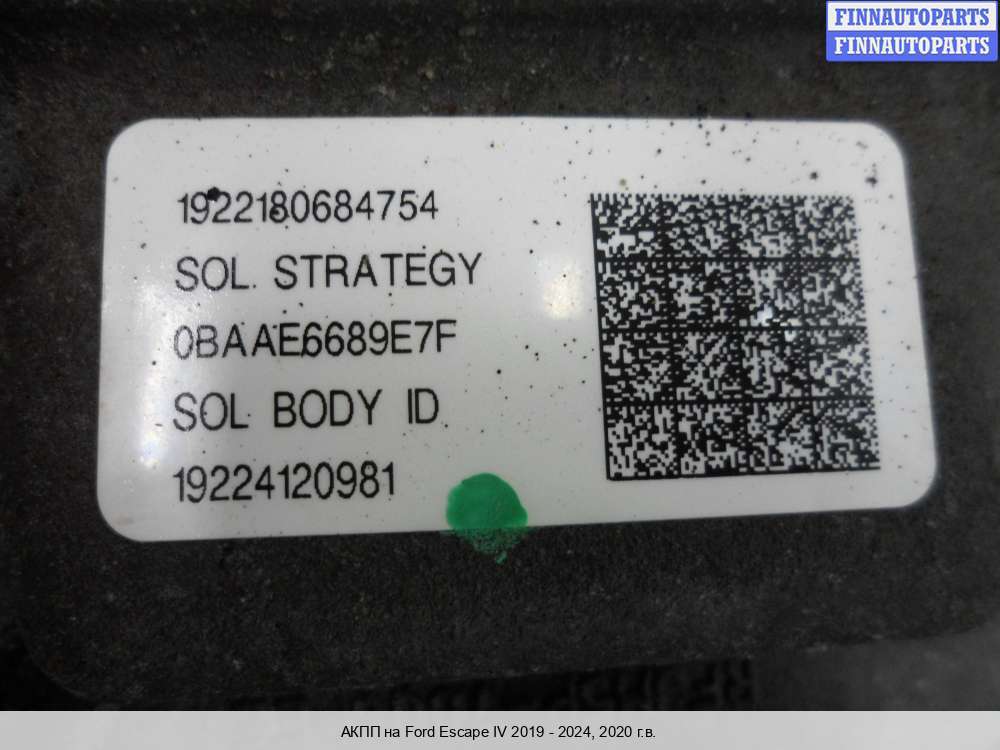 FINNAUTOPARTS
FINNAUTOPARTS
1922180684754
SOL. STRATEGY
0BAAE6689E7F
SOL BODY ID
19224120981
АКПП на Ford Escape IV 2019 - 2024, 2020 г.в.